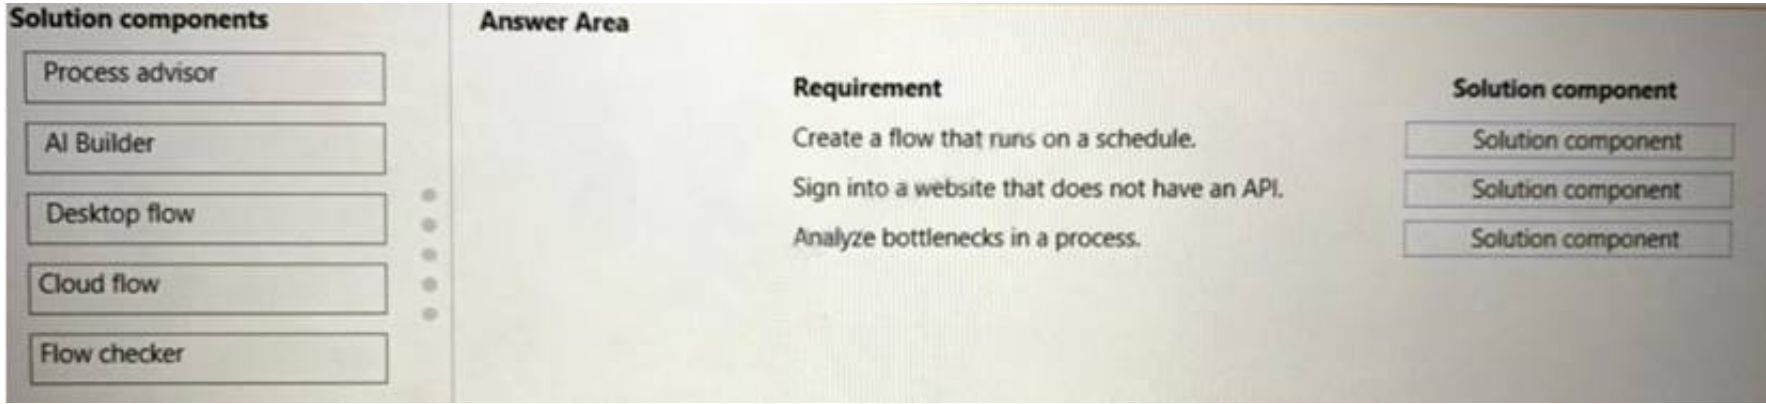 Solution components
Process advisor
AI Builder
Desktop flow
Cloud flow
Flow checker
Answer Area
Requirement
Solution component
Create a flow that runs on a schedule.
Solution component
Sign into a website that does not have an API.
Solution component
Analyze bottlenecks in a process.
Solution component